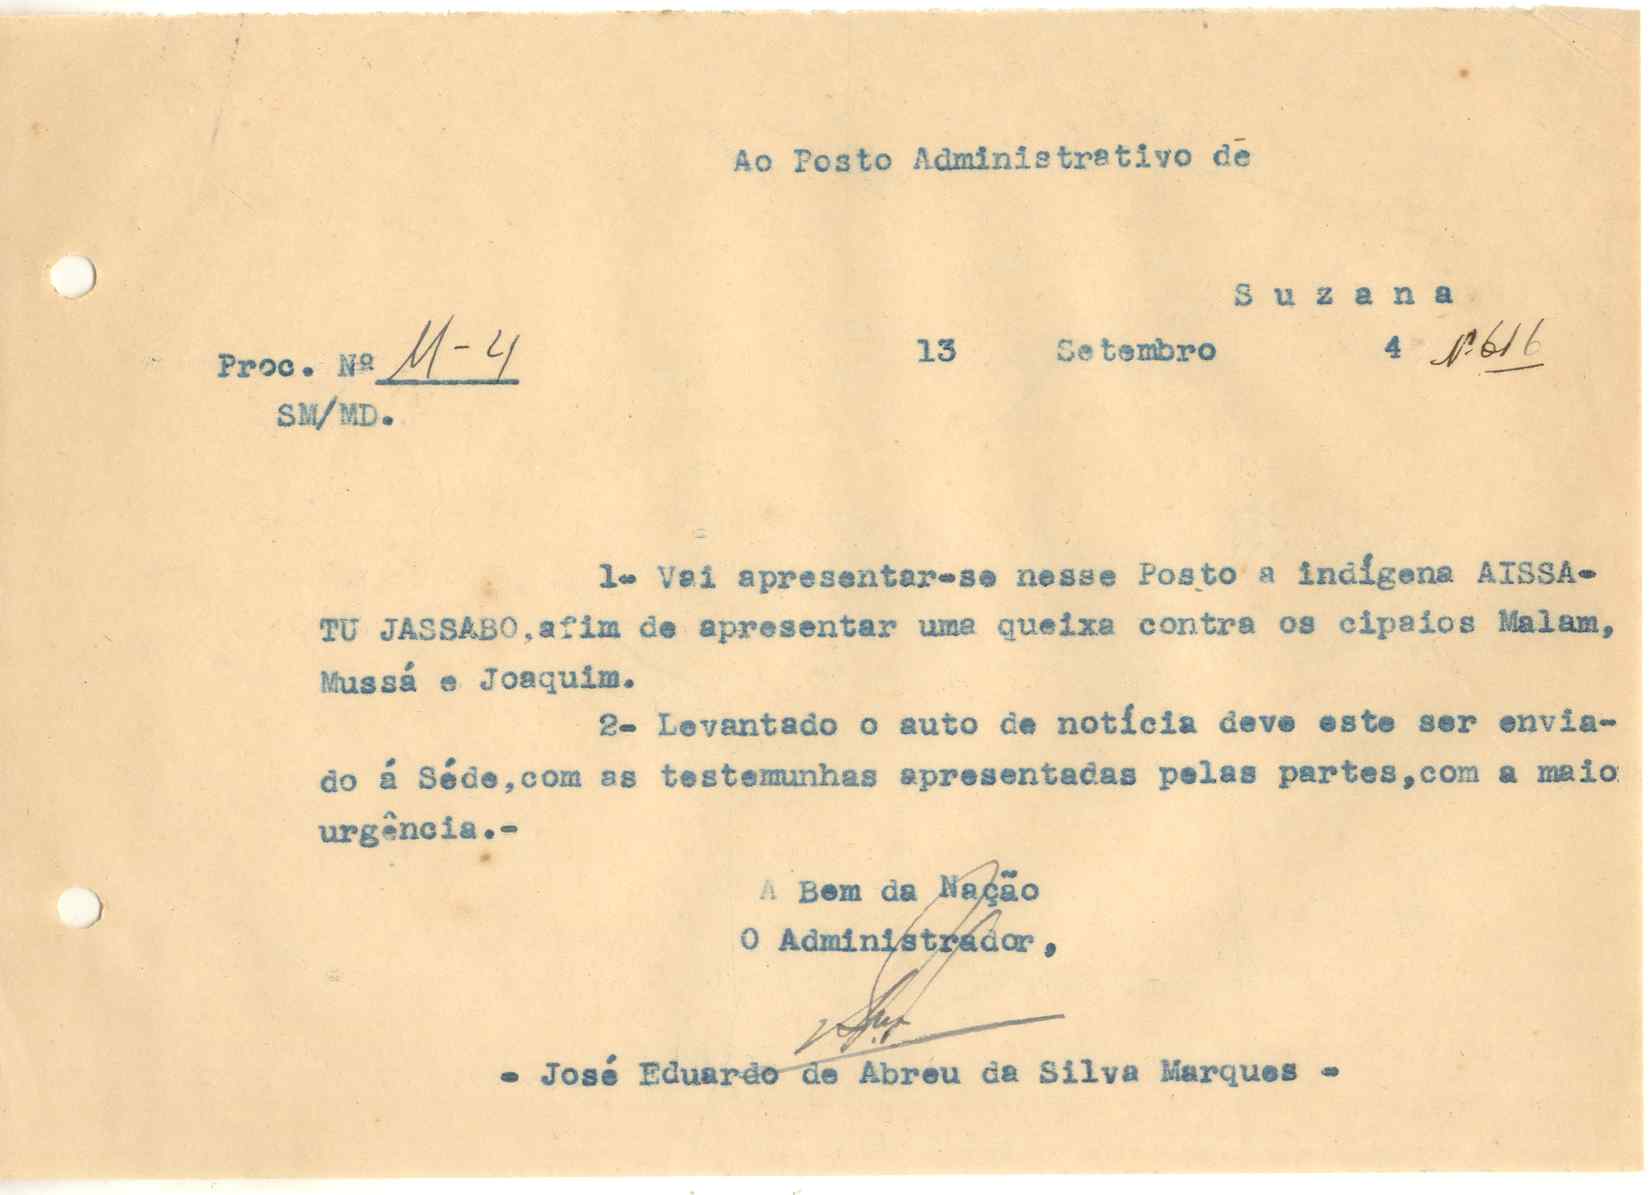 Ao Posto Administrativo de
S u z a n a
Proc. Nº M-4 13 Setembro 4 Nº 616
SM/MD.
1- Vai apresentar-se nesse Posto a indígena AISSA-
TU JASSABO,afim de apresentar uma queixa contra os cipaios Malam,
Mussá e Joaquim.
2- Levantado o auto de notícia deve este ser envia-
do á Séde,com as testemunhas apresentadas pelas partes,com a maio
urgência.-
A Bem da Nação
O Administrador,
- José Eduardo de Abreu da Silva Marques -